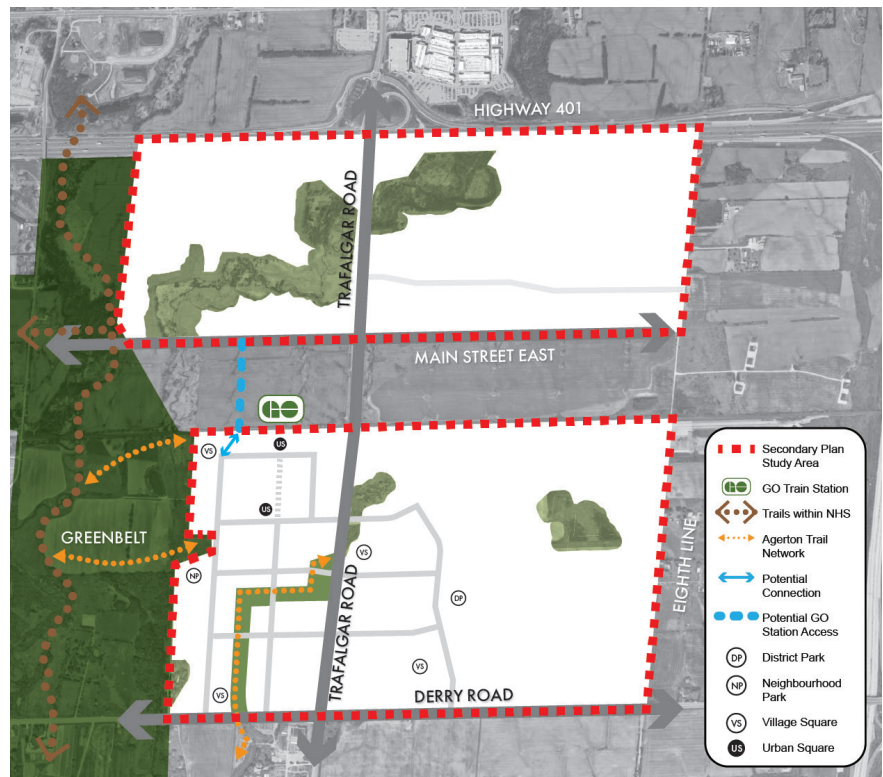 HIGHWAY 401
TRAFALGAR ROAD
MAIN STREET EAST
GO
VS
US
US
GREENBELT
VS
NP
DP
VS
VS
TRAFALGAR ROAD
DERRY ROAD
EIGHTH LINE
Secondary Plan
Study Area
GO
GO Train Station
Trails within NHS
Agerton Trail
Network
Potential
Connection
Potential GO
Station Access
DP
District Park
NP
Neighbourhood
Park
VS
Village Square
US
Urban Square